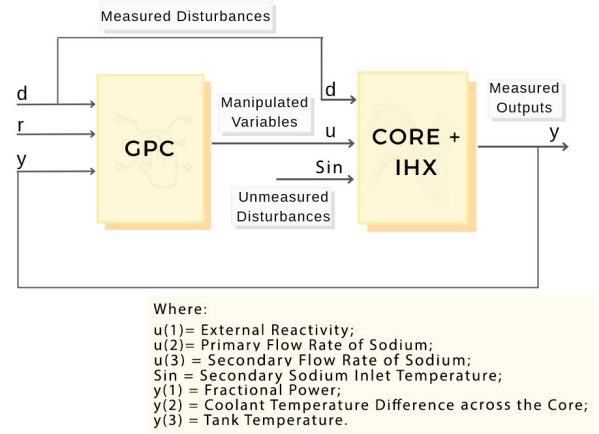 Measured Disturbances
d
r
y
GPC
Manipulated
Variables
d
u
Sin
Unmeasured
Disturbances
CORE +
IHX
Measured
Outputs
y
Where:
u(1)= External Reactivity;
u(2)= Primary Flow Rate of Sodium;
u(3) = Secondary Flow Rate of Sodium;
Sin = Secondary Sodium Inlet Temperature;
y(1) = Fractional Power;
y(2) = Coolant Temperature Difference across the Core;
y(3) = Tank Temperature.